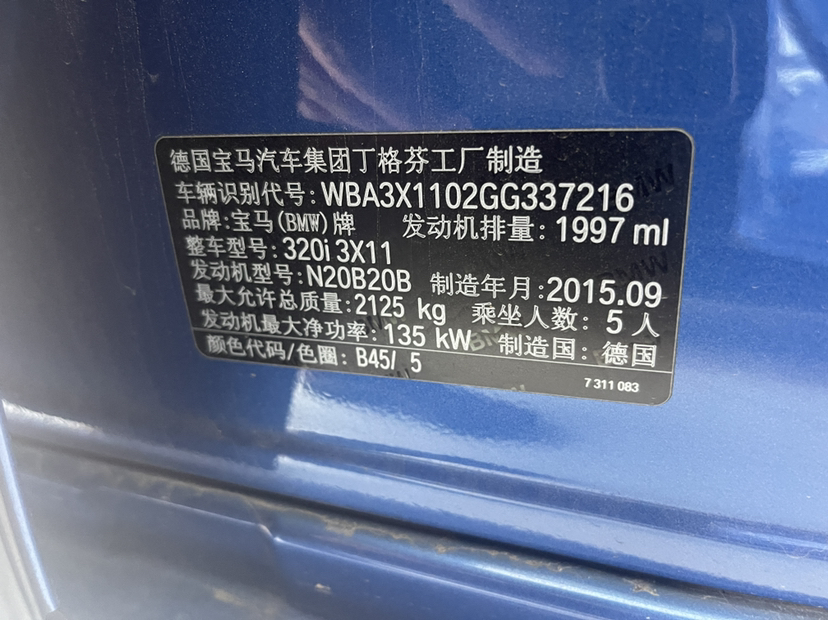 德国宝马汽车集团丁格芬工厂制造
车辆识别代号: WBA3X1102GG337216
品牌: 宝马(BMW)牌 发动机排量: 1997 ml
整车型号: 320i 3X11
发动机型号: N20B20B 制造年月: 2015.09
最大允许总质量: 2125 kg 乘坐人数: 5 人
发动机最大净功率: 135 kW 制造国: 德国
颜色代码/色圈: B45/ 5
7 311 083